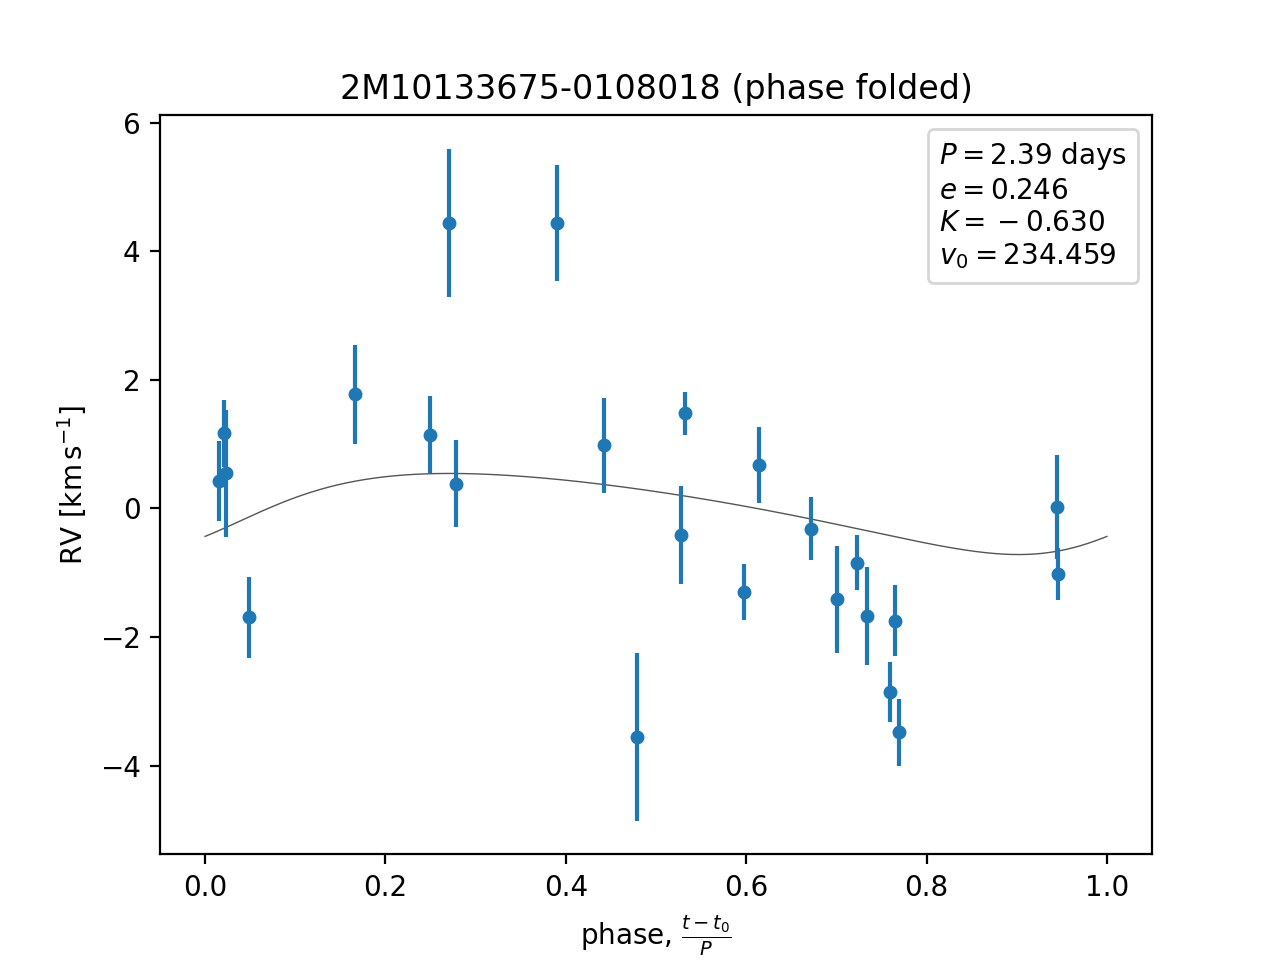 2M10133675-0108018 (phase folded)
P = 2.39 days
e = 0.246
K = −0.630
v₀ = 234.459
6
4
2
0
−2
−4
RV [km s⁻¹]
0.0 0.2 0.4 0.6 0.8 1.0
phase, (t − t₀)/P